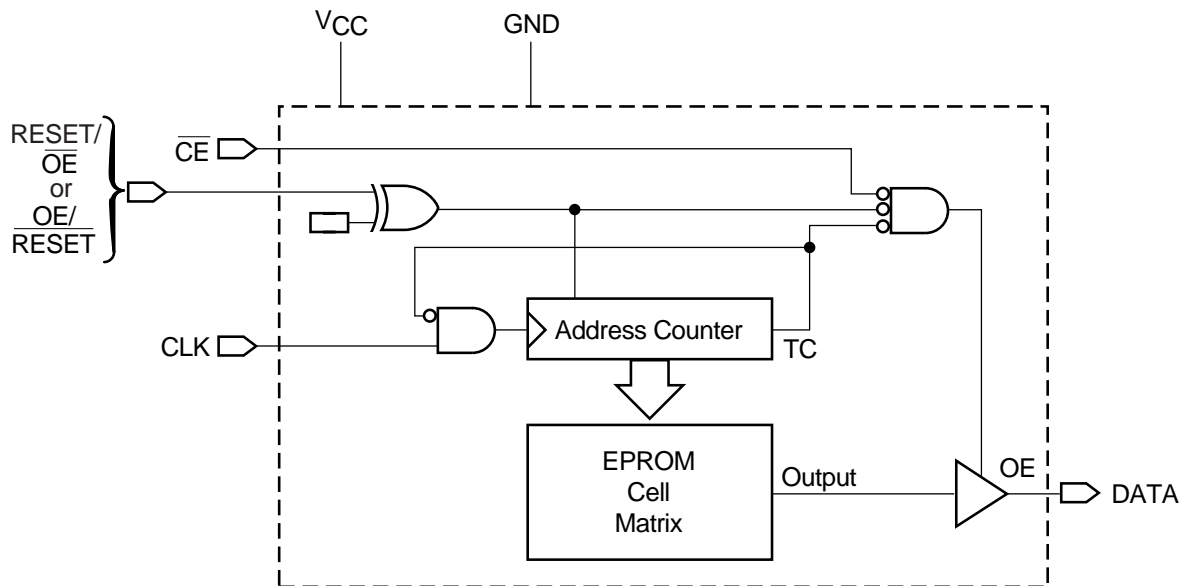 VCC
GND
RESET/
OE
or
OE/
RESET
CE
CLK
Address Counter
TC
EPROM
Cell
Matrix
Output
OE
DATA